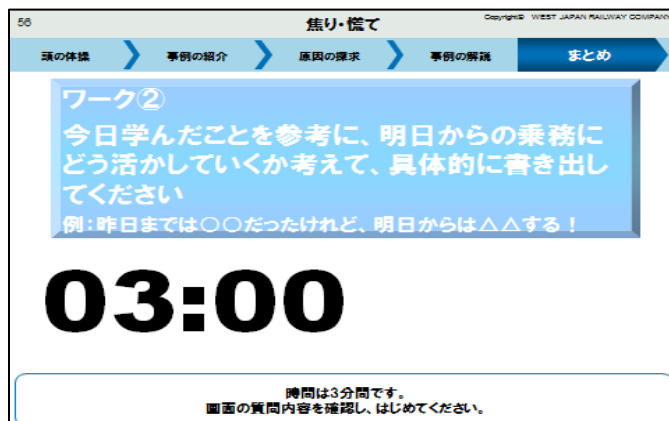 56
焦り・慌て
Copyright© WEST JAPAN RAILWAY COMPANY
頭の体操
事例の紹介
原因の探求
事例の解説
まとめ
ワーク②
今日学んだことを参考に、明日からの乗務に
どう活かしていくか考えて、具体的に書き出し
てください
例：昨日までは○○だったけれど、明日からは△△する！
03:00
時間は3分間です。
画面の質問内容を確認し、はじめてください。